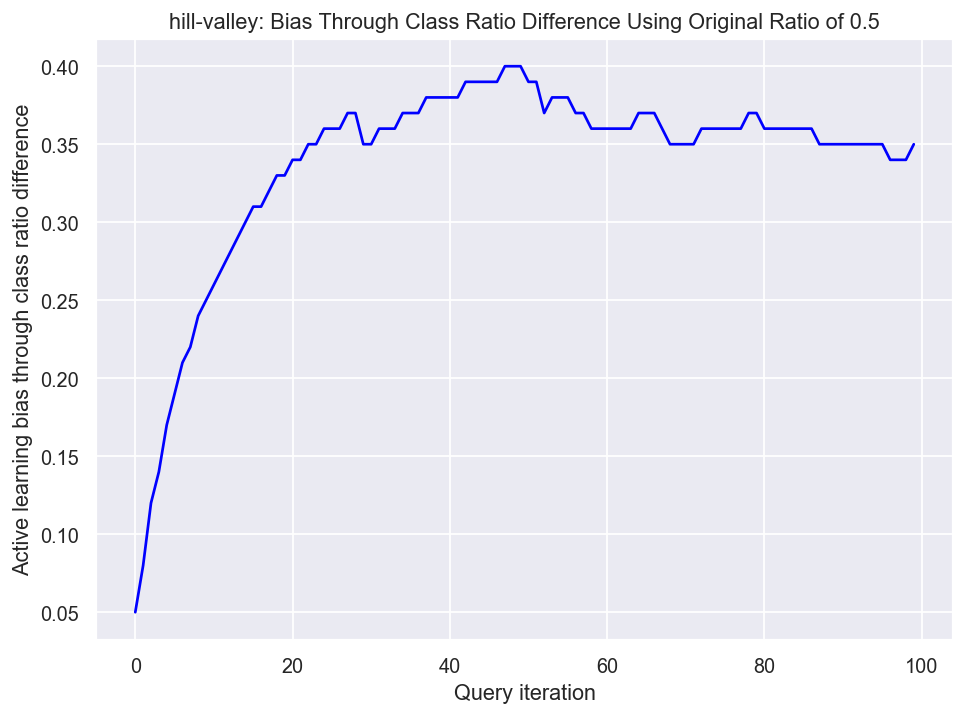 hill-valley: Bias Through Class Ratio Difference Using Original Ratio of 0.5
Active learning bias through class ratio difference
0.40
0.35
0.30
0.25
0.20
0.15
0.10
0.05
0 20 40 60 80 100
Query iteration